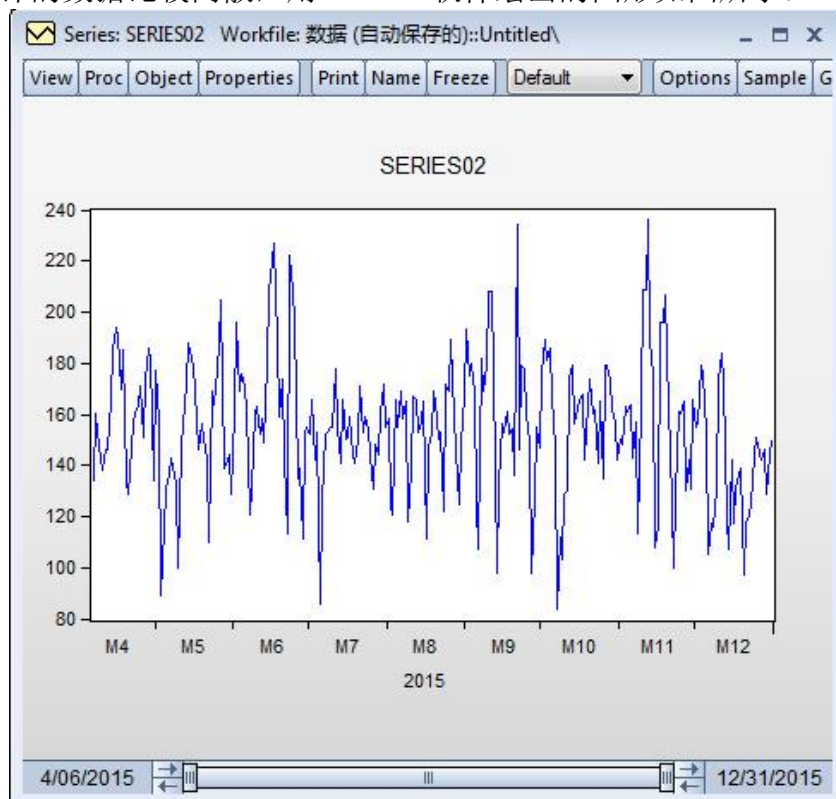 Series: SERIES02 Workfile: 数据 (自动保存的)::Untitled\
View Proc Object Properties Print Name Freeze Default Options Sample G
SERIES02
240
220
200
180
160
140
120
100
80
M4 M5 M6 M7 M8 M9 M10 M11 M12
2015
4/06/2015 12/31/2015